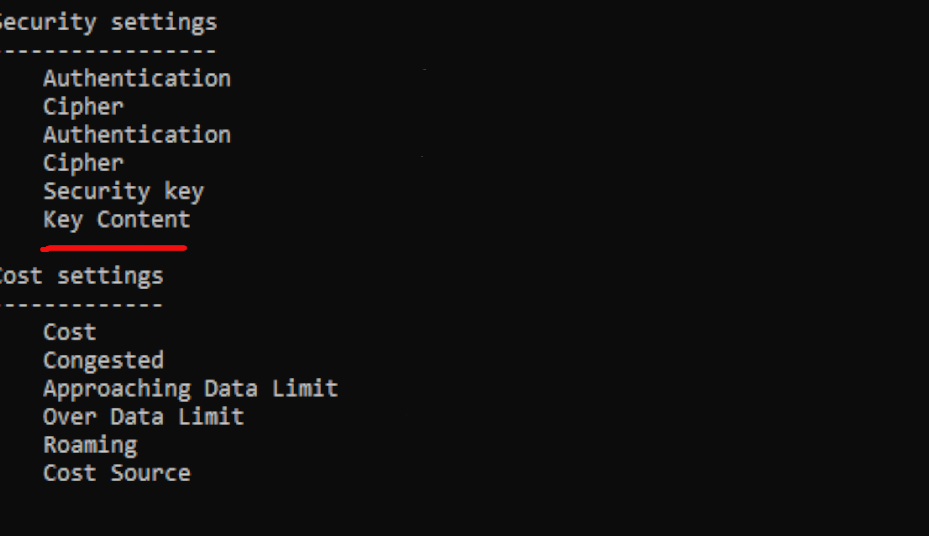 Security settings
-----------------
Authentication
Cipher
Authentication
Cipher
Security key
Key Content
Cost settings
-------------
Cost
Congested
Approaching Data Limit
Over Data Limit
Roaming
Cost Source